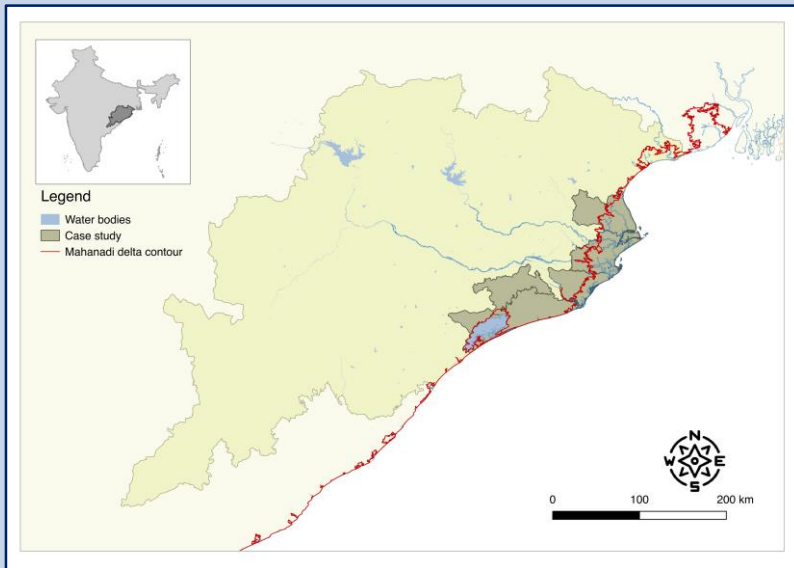 Legend
Water bodies
Case study
Mahanadi delta contour
N
W E
S
0 100 200 km